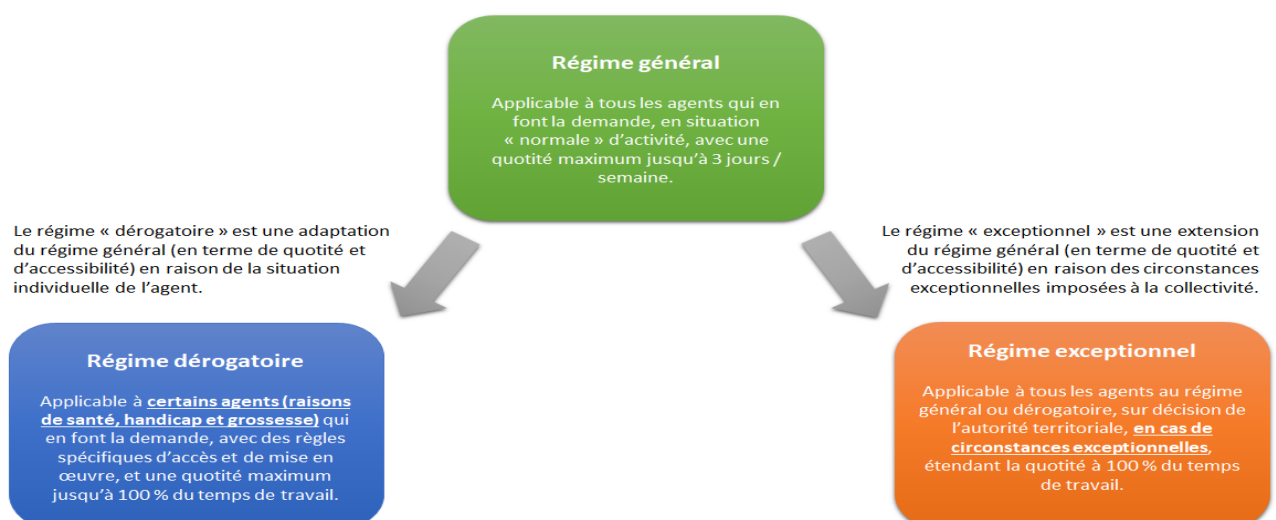 Régime général
Applicable à tous les agents qui en
font la demande, en situation
« normale » d'activité, avec une
quotité maximum jusqu'à 3 jours /
semaine.
Le régime « dérogatoire » est une adaptation
du régime général (en terme de quotité et
d'accessibilité) en raison de la situation
individuelle de l'agent.
Le régime « exceptionnel » est une extension
du régime général (en terme de quotité et
d'accessibilité) en raison des circonstances
exceptionnelles imposées à la collectivité.
Régime dérogatoire
Applicable à certains agents (raisons
de santé, handicap et grossesse) qui
en font la demande, avec des règles
spécifiques d'accès et de mise en
œuvre, et une quotité maximum
jusqu'à 100 % du temps de travail.
Régime exceptionnel
Applicable à tous les agents au régime
général ou dérogatoire, sur décision de
l'autorité territoriale, en cas de
circonstances exceptionnelles,
étendant la quotité à 100 % du temps
de travail.